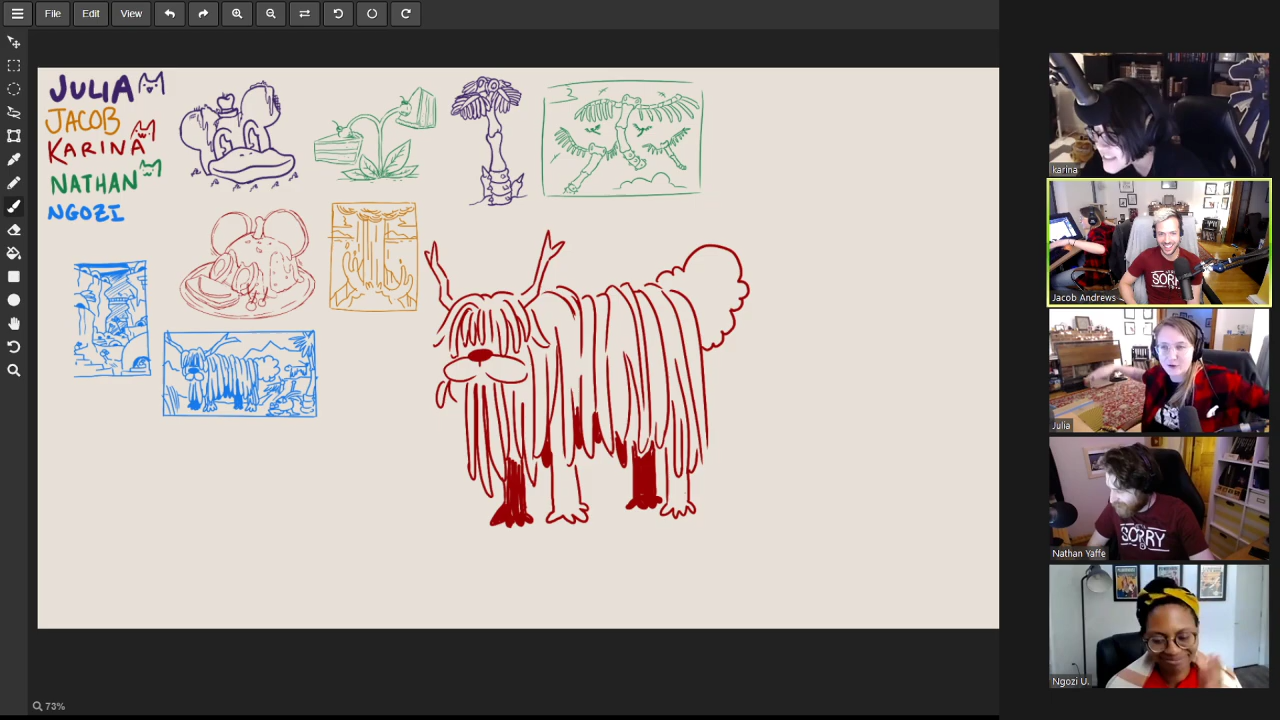 File Edit View
JULIA
JACOB
KARINA
NATHAN
NGOZI
karina
Jacob Andrews
SORRY
Julia
Nathan Yaffe
SORRY
Ngozi U.
73%